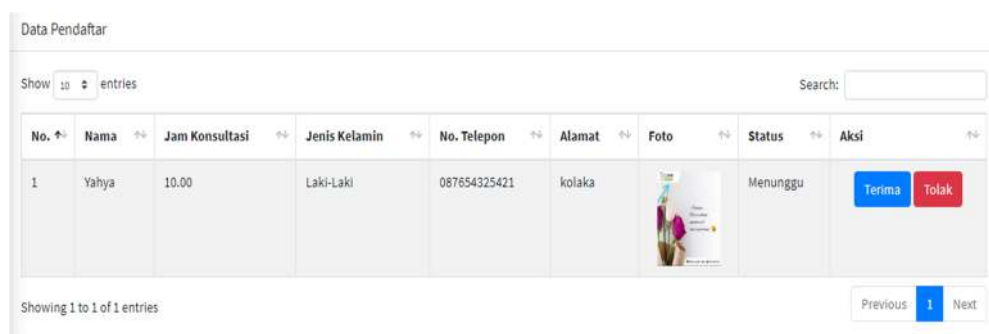 Data Pendaftar
Show 10 entries
Search:
No. Nama Jam Konsultasi Jenis Kelamin No. Telepon Alamat Foto Status Aksi
1 Yahya 10.00 Laki-Laki 087654325421 kolaka Menunggu Terima Tolak
Showing 1 to 1 of 1 entries
Previous 1 Next